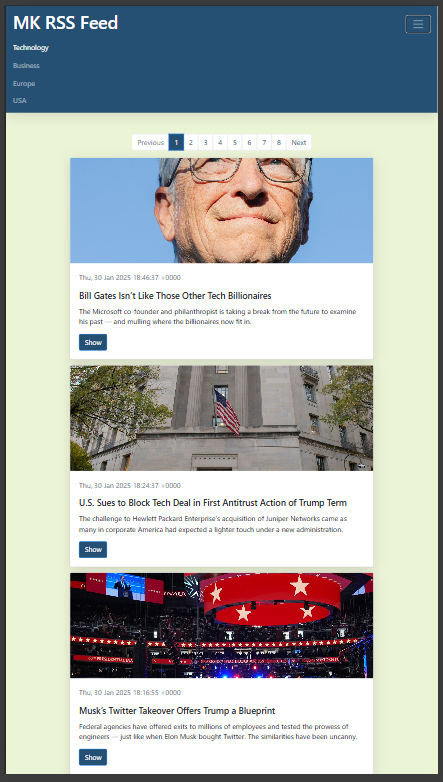 MK RSS Feed
Technology
Business
Europe
USA
Previous 1 2 3 4 5 6 7 8 Next
Thu, 30 Jan 2025 18:46:37 +0000
Bill Gates Isn't Like Those Other Tech Billionaires
The Microsoft co-founder and philanthropist is taking a break from the future to examine
his past — and mulling where the billionaires now fit in.
Show
Thu, 30 Jan 2025 18:24:37 +0000
U.S. Sues to Block Tech Deal in First Antitrust Action of Trump Term
The challenge to Hewlett Packard Enterprise's acquisition of Juniper Networks came as
many in corporate America had expected a lighter touch under a new administration.
Show
Thu, 30 Jan 2025 18:16:55 +0000
Musk's Twitter Takeover Offers Trump a Blueprint
Federal agencies have offered exits to millions of employees and tested the prowess of
engineers — just like when Elon Musk bought Twitter. The similarities have been uncanny.
Show